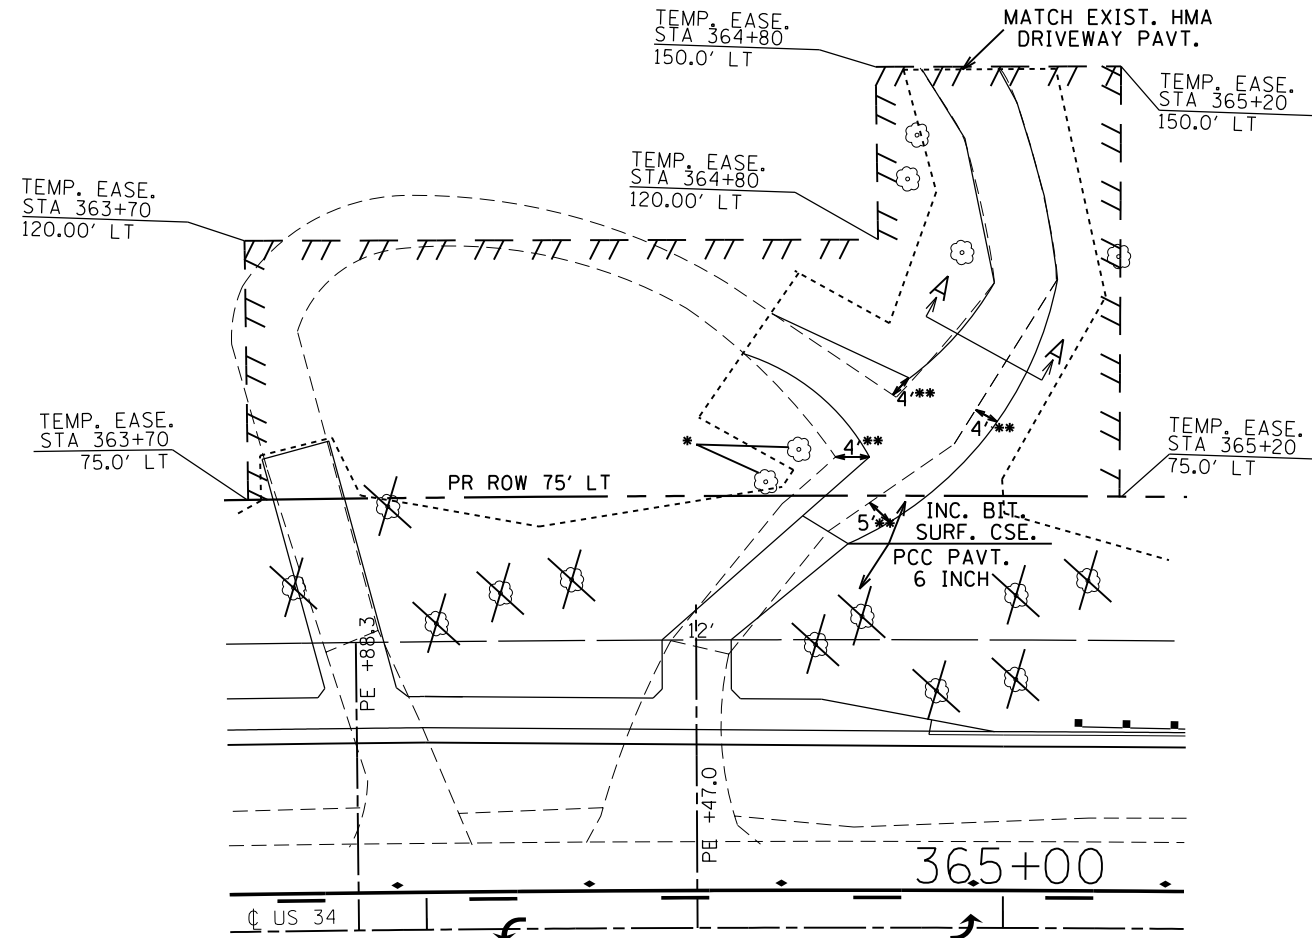 TEMP. EASE.
STA 364+80
150.0' LT
MATCH EXIST. HMA
DRIVEWAY PAVT.
TEMP. EASE.
STA 365+20
150.0' LT
TEMP. EASE.
STA 364+80
120.00' LT
TEMP. EASE.
STA 363+70
120.00' LT
A
A
4'**
4'**
4'**
*
TEMP. EASE.
STA 363+70
75.0' LT
TEMP. EASE.
STA 365+20
75.0' LT
PR ROW 75' LT
5'**
INC. BIT.
SURF. CSE.
PCC PAVT.
6 INCH
12'
PE +88.3
PE +47.0
365+00
℄ US 34